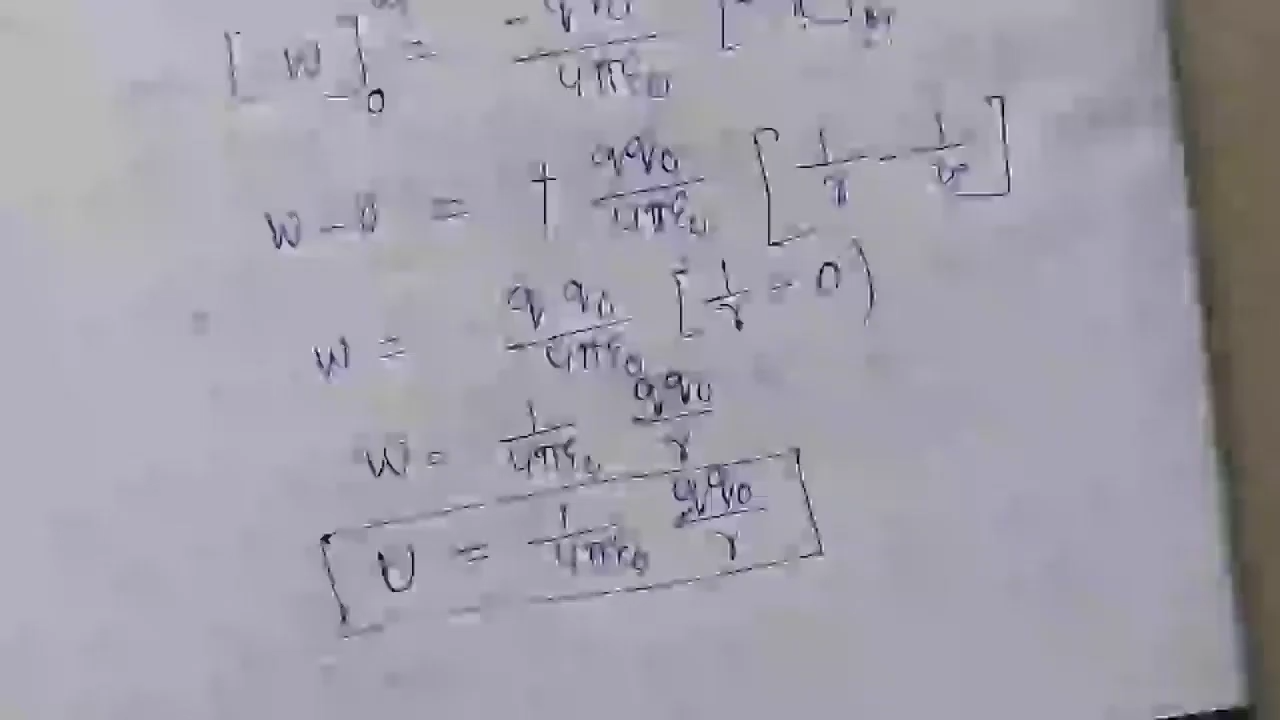 [w]₀ = -qq₀/4πε₀ [
w - 0 = + qq₀/4πε₀ [1/r - 1/∞]
w = qq₀/4πε₀ [1/r - 0)
w = 1/4πε₀ qq₀/r
U = 1/4πε₀ qq₀/r